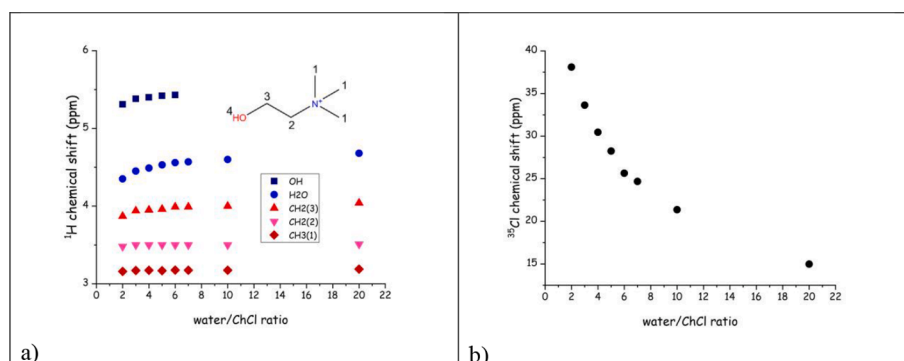 6
5
4
3
¹H chemical shift (ppm)
0 2 4 6 8 10 12 14 16 18 20 22
water/ChCl ratio
1
1
3
N⁺
4
HO
2
1
OH
H2O
CH2(3)
CH2(2)
CH3(1)
a)
40
35
30
25
20
15
³⁵Cl chemical shift (ppm)
0 2 4 6 8 10 12 14 16 18 20 22
water/ChCl ratio
b)